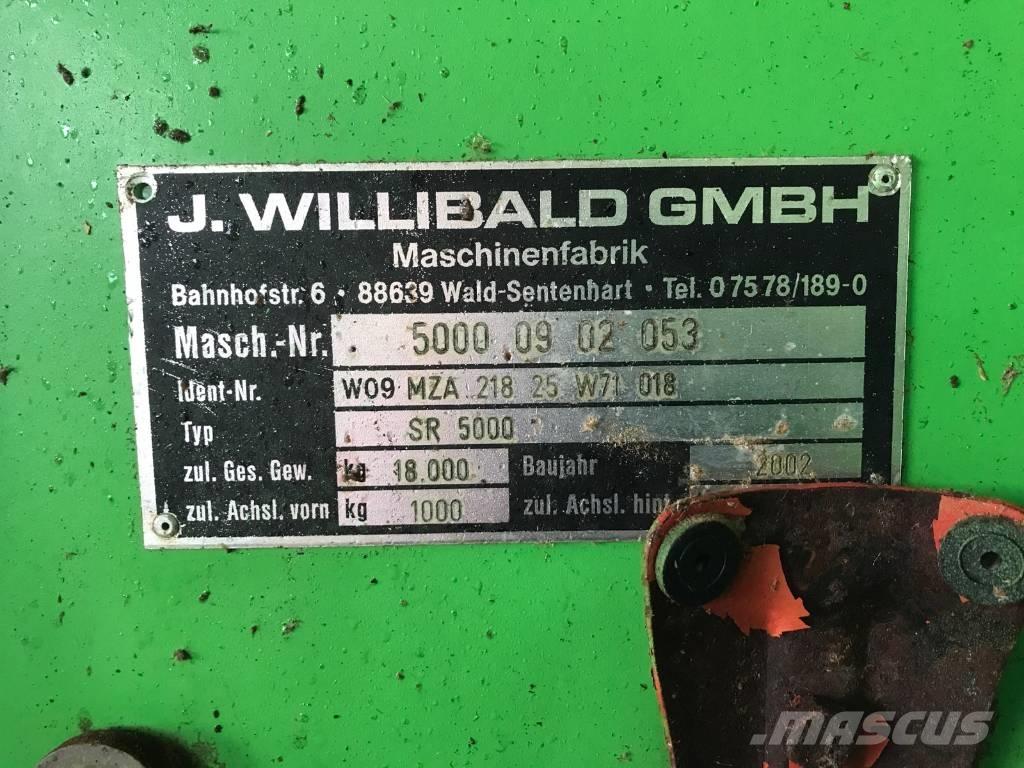 J. WILLIBALD GMBH
Maschinenfabrik
Bahnhofstr. 6 · 88639 Wald-Sentenhart · Tel. 0 75 78/189-0
Masch.-Nr. 5000 09 02 053
Ident-Nr. W09 MZA 218 25 W71 018
Typ SR 5000
zul. Ges. Gew. kg 18.000 Baujahr 2002
zul. Achsl. vorn kg 1000 zul. Achsl. hint
MASCUS